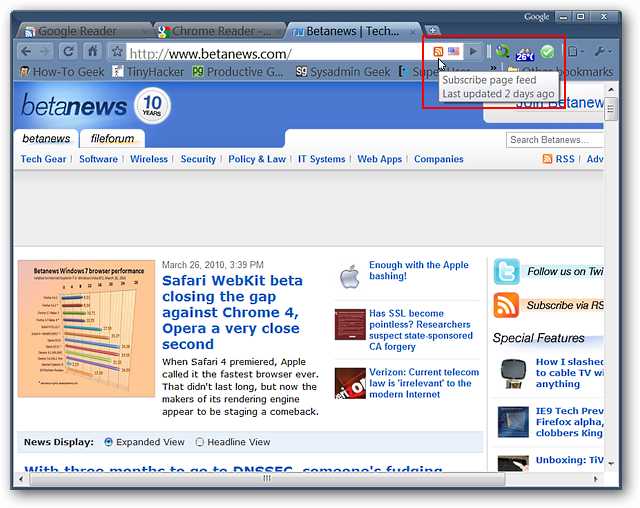 Google
Google Reader
Chrome Reader -...
Betanews | Tech...
http://www.betanews.com/
26°
How-To Geek
TinyHacker
Productive G...
Sysadmin Geek
Other bookmarks
Subscribe page feed
Last updated 2 days ago
betanews
10
YEARS
Join Betanew
betanews
fileforum
Search Betanews...
Tech Gear | Software | Wireless | Security | Policy & Law | IT Systems | Web Apps | Companies
RSS | Adv
Betanews Windows 7 browser performance
March 26, 2010, 3:39 PM
Safari WebKit beta
closing the gap
against Chrome 4,
Opera a very close
second
When Safari 4 premiered, Apple
called it the fastest browser ever.
That didn't last long, but now the
makers of its rendering engine
appear to be staging a comeback.
Enough with the Apple
bashing!
Has SSL become
pointless? Researchers
suspect state-sponsored
CA forgery
Verizon: Current telecom
law is 'irrelevant' to the
modern Internet
Follow us on Twi
Subscribe via RS
Special Features
How I slashed
to cable TV wi
anything
IE9 Tech Prev
Firefox alpha,
clobbers King
Unboxing: TiV
News Display:
Expanded View
Headline View
With three months to go to DNSSEC, someone's fudging